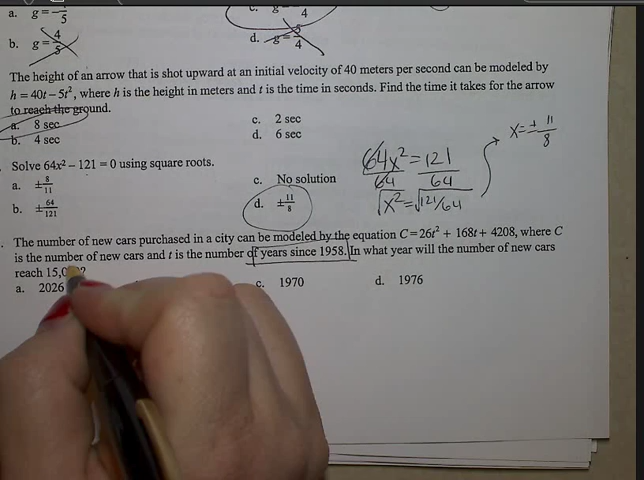 a. g = - /5
c. g /4
b. g = 4/5
d. g = 5/4
The height of an arrow that is shot upward at an initial velocity of 40 meters per second can be modeled by
h = 40t – 5t², where h is the height in meters and t is the time in seconds. Find the time it takes for the arrow
to reach the ground.
a. 8 sec
c. 2 sec
b. 4 sec
d. 6 sec
Solve 64x² – 121 = 0 using square roots.
a. ±8/11
c. No solution
b. ±64/121
d. ±11/8
64x² = 121
64 64
√x² = √121/64
x = ± 11/8
. The number of new cars purchased in a city can be modeled by the equation C = 26t² + 168t + 4208, where C
is the number of new cars and t is the number of years since 1958. In what year will the number of new cars
reach 15,0 ?
a. 2026
c. 1970
d. 1976